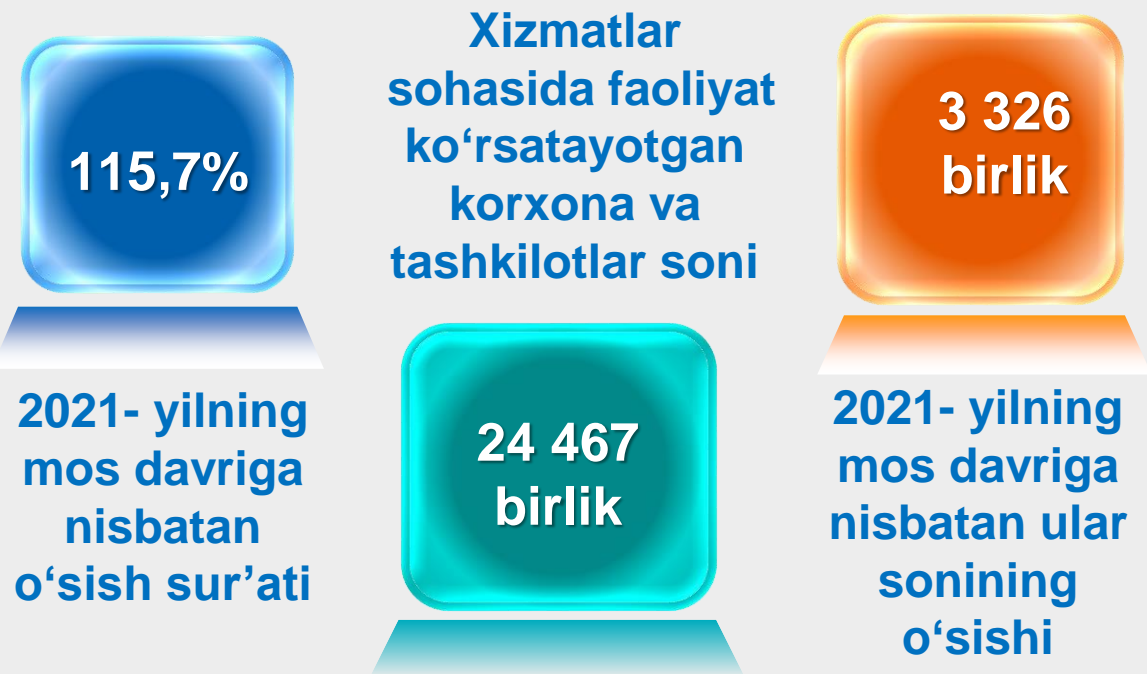 115,7%
2021- yilning
mos davriga
nisbatan
o‘sish sur’ati
Xizmatlar
sohasida faoliyat
ko‘rsatayotgan
korxona va
tashkilotlar soni
24 467
birlik
3 326
birlik
2021- yilning
mos davriga
nisbatan ular
sonining
o‘sishi